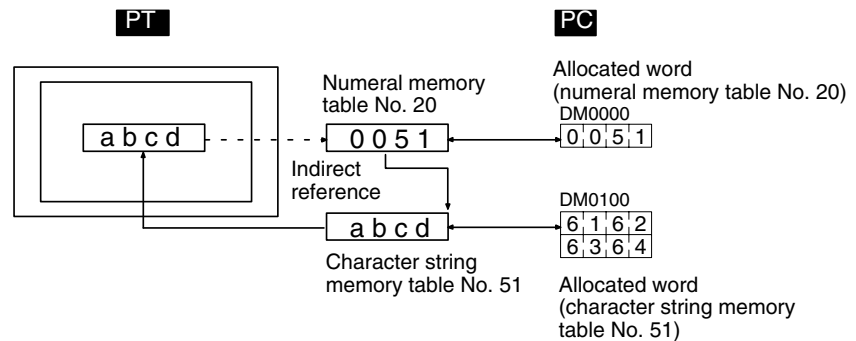 PT
PC
Numeral memory
table No. 20
Allocated word
(numeral memory table No. 20)
DM0000
a b c d
0 0 5 1
0 0 5 1
Indirect
reference
a b c d
DM0100
6 1 6 2
6 3 6 4
Character string
memory table No. 51
Allocated word
(character string memory
table No. 51)